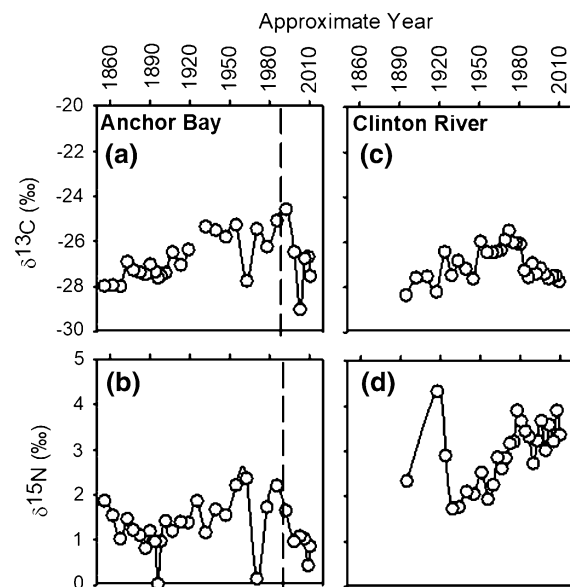 Approximate Year
1860 1890 1920 1950 1980 2010 1860 1890 1920 1950 1980 2010
-20
-22
-24
-26
-28
-30
δ13C (‰)
Anchor Bay
(a)
Clinton River
(c)
5
4
3
2
1
0
δ15N (‰)
(b)
(d)